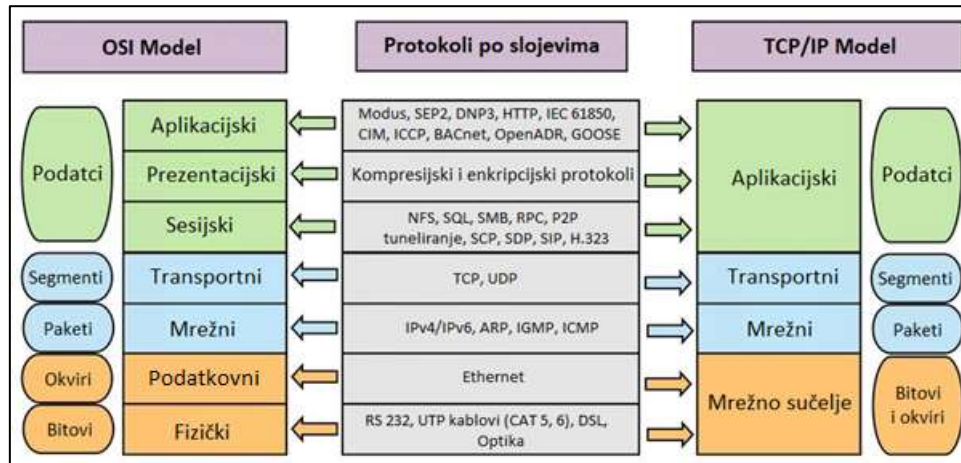 OSI Model
Protokoli po slojevima
TCP/IP Model
Podatci
Aplikacijski
Modus, SEP2, DNP3, HTTP, IEC 61850,
CIM, ICCP, BACnet, OpenADR, GOOSE
Aplikacijski
Podatci
Prezentacijski
Kompresijski i enkripcijski protokoli
Sesijski
NFS, SQL, SMB, RPC, P2P
tuneliranje, SCP, SDP, SIP, H.323
Segmenti
Transportni
TCP, UDP
Transportni
Segmenti
Paketi
Mrežni
IPv4/IPv6, ARP, IGMP, ICMP
Mrežni
Paketi
Okviri
Podatkovni
Ethernet
Mrežno sučelje
Bitovi
i okviri
Bitovi
Fizički
RS 232, UTP kablovi (CAT 5, 6), DSL,
Optika